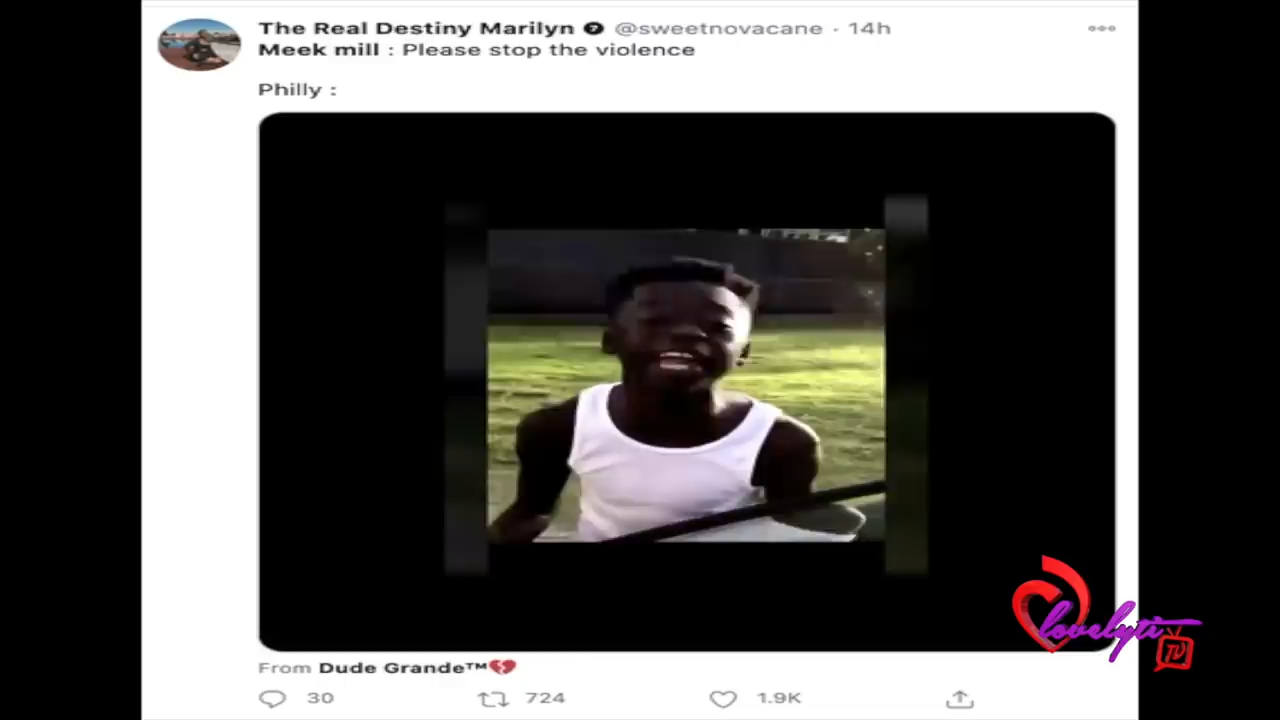 The Real Destiny Marilyn @sweetnovacane · 14h
Meek mill : Please stop the violence
Philly :
From Dude Grande™💔
30 724 1.9K
lovelyti
TV